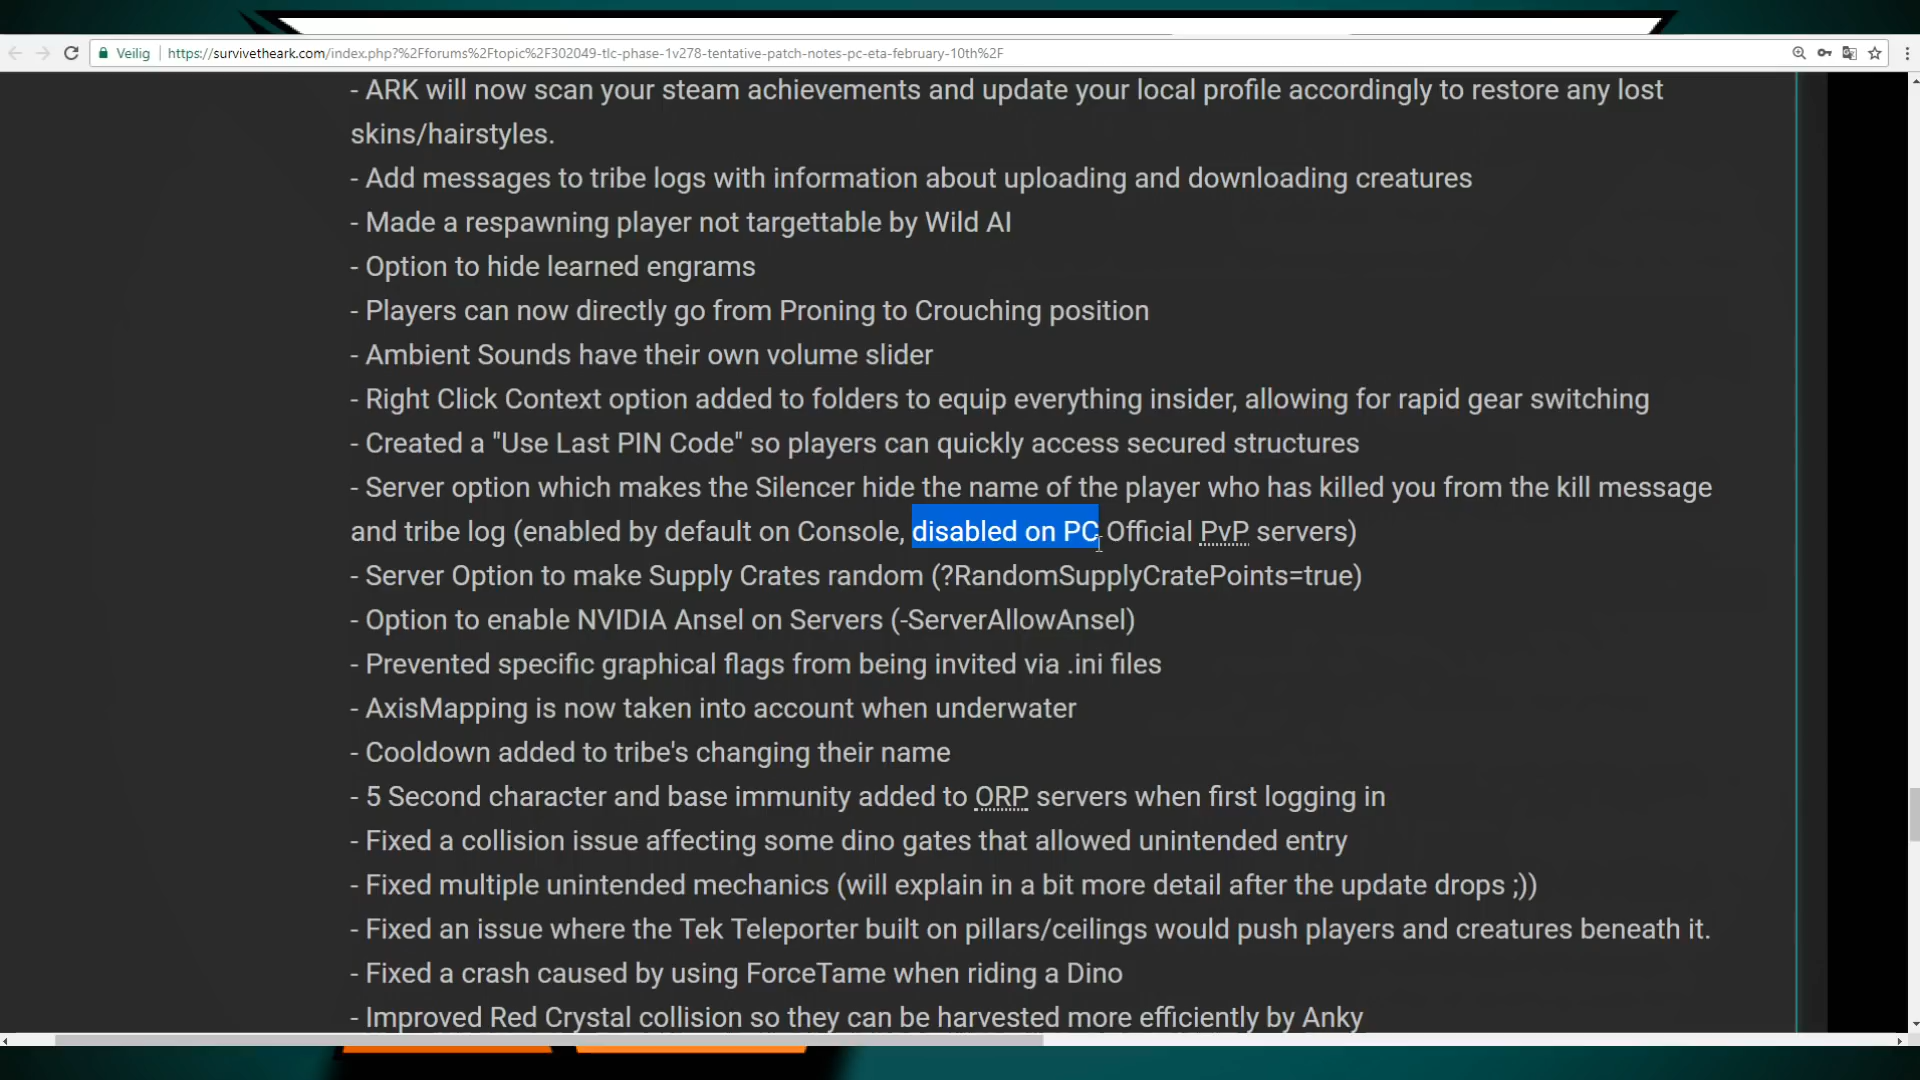 Veilig https://survivetheark.com/index.php?%2Fforums%2Ftopic%2F302049-tlc-phase-1v278-tentative-patch-notes-pc-eta-february-10th%2F
- ARK will now scan your steam achievements and update your local profile accordingly to restore any lost
skins/hairstyles.
- Add messages to tribe logs with information about uploading and downloading creatures
- Made a respawning player not targettable by Wild AI
- Option to hide learned engrams
- Players can now directly go from Proning to Crouching position
- Ambient Sounds have their own volume slider
- Right Click Context option added to folders to equip everything insider, allowing for rapid gear switching
- Created a "Use Last PIN Code" so players can quickly access secured structures
- Server option which makes the Silencer hide the name of the player who has killed you from the kill message
and tribe log (enabled by default on Console, disabled on PC Official PvP servers)
- Server Option to make Supply Crates random (?RandomSupplyCratePoints=true)
- Option to enable NVIDIA Ansel on Servers (-ServerAllowAnsel)
- Prevented specific graphical flags from being invited via .ini files
- AxisMapping is now taken into account when underwater
- Cooldown added to tribe's changing their name
- 5 Second character and base immunity added to ORP servers when first logging in
- Fixed a collision issue affecting some dino gates that allowed unintended entry
- Fixed multiple unintended mechanics (will explain in a bit more detail after the update drops ;))
- Fixed an issue where the Tek Teleporter built on pillars/ceilings would push players and creatures beneath it.
- Fixed a crash caused by using ForceTame when riding a Dino
- Improved Red Crystal collision so they can be harvested more efficiently by Anky